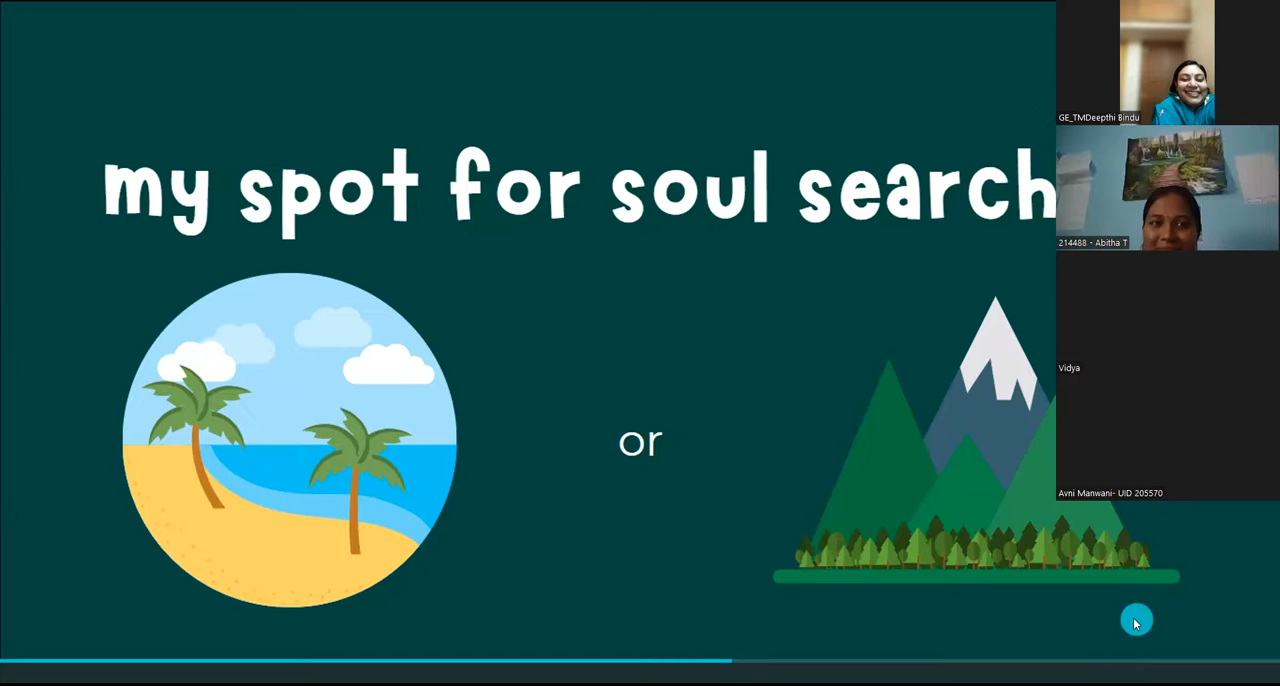 my spot for soul search
or
GE_TMDeepthi Bindu
214488 - Abitha T
Vidya
Avni Manwani- UID 205570